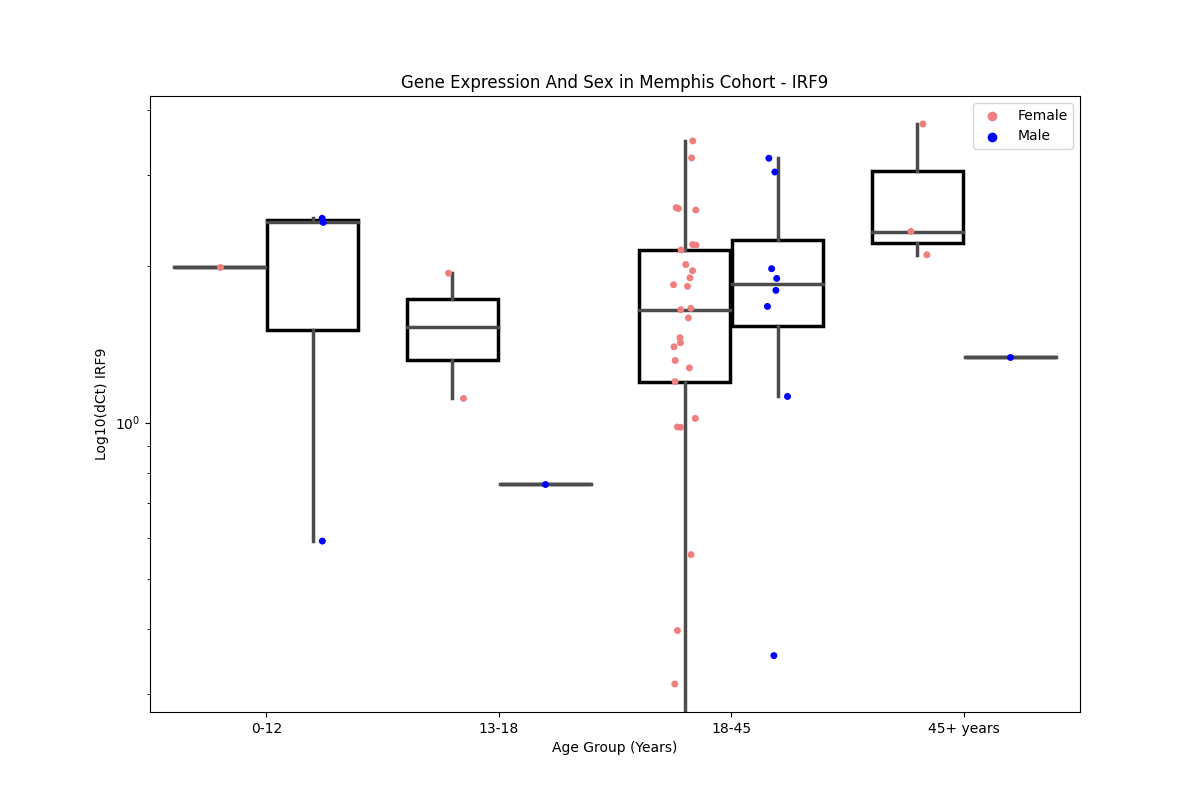 Gene Expression And Sex in Memphis Cohort - IRF9
Female
Male
Log10(dCt) IRF9
10⁰
0-12
13-18
18-45
45+ years
Age Group (Years)